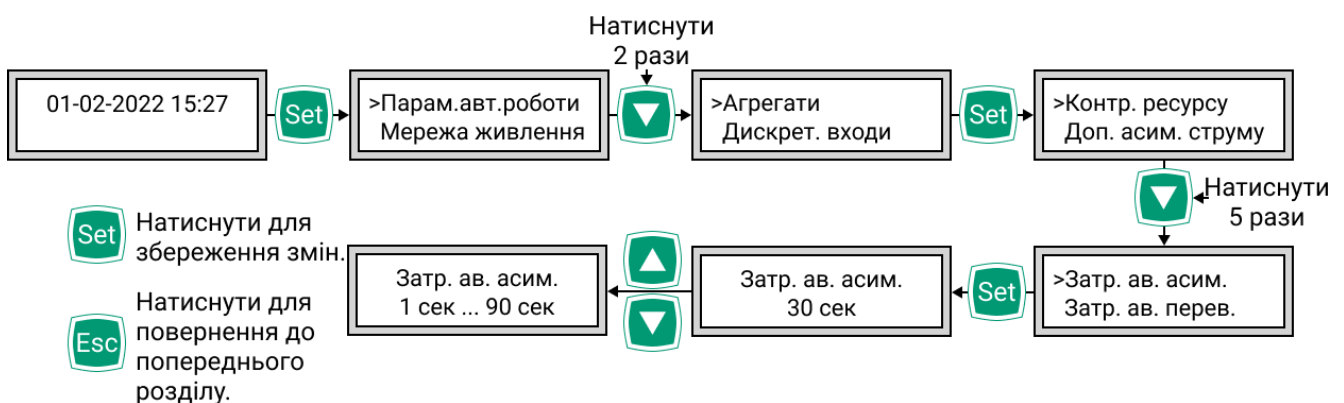 Натиснути
2 рази
01-02-2022 15:27
Set
>Парам.авт.роботи
Мережа живлення
>Агрегати
Дискрет. входи
Set
>Контр. ресурсу
Доп. асим. струму
Натиснути
5 рази
Set
Натиснути для
збереження змін.
Затр. ав. асим.
1 сек ... 90 сек
Затр. ав. асим.
30 сек
Set
>Затр. ав. асим.
Затр. ав. перев.
Esc
Натиснути для
повернення до
попереднього
розділу.